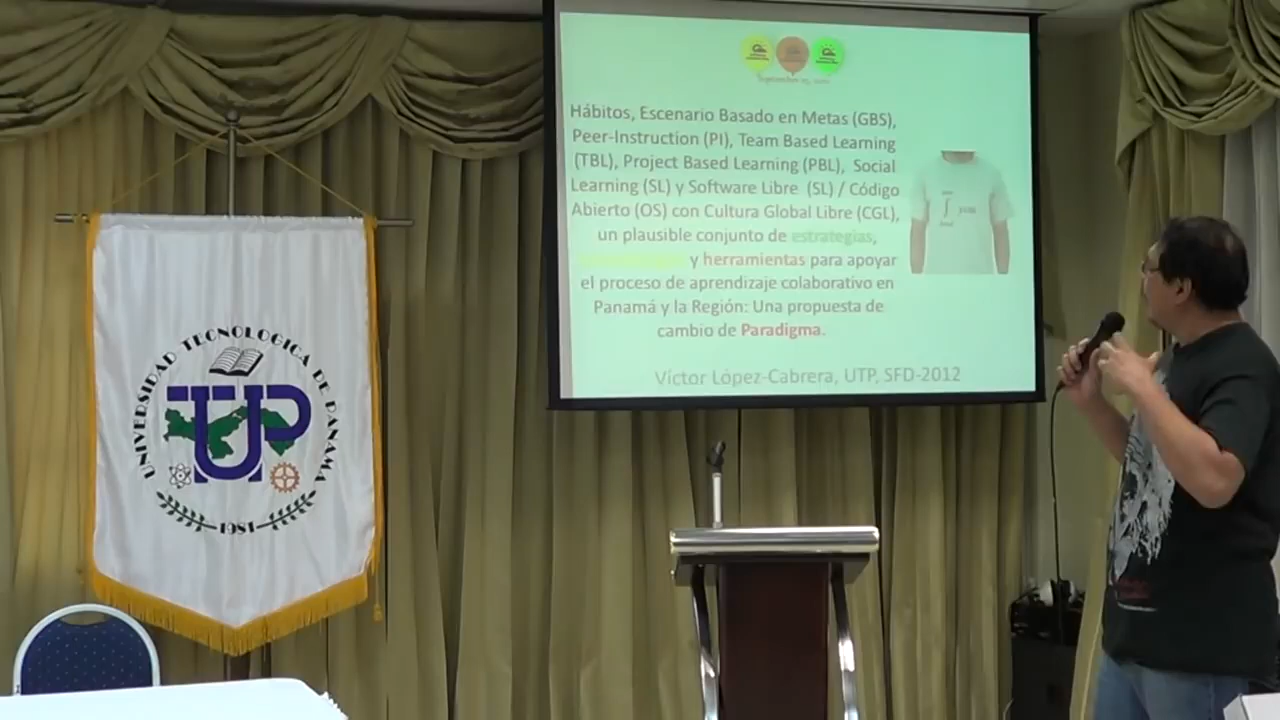 UNIVERSIDAD TECNOLOGICA DE PANAMA
UTP
1981
Hábitos, Escenario Basado en Metas (GBS),
Peer-Instruction (PI), Team Based Learning
(TBL), Project Based Learning (PBL), Social
Learning (SL) y Software Libre (SL) / Código
Abierto (OS) con Cultura Global Libre (CGL),
un plausible conjunto de estrategias,
y herramientas para apoyar
el proceso de aprendizaje colaborativo en
Panamá y la Región: Una propuesta de
cambio de Paradigma.
Víctor López-Cabrera, UTP, SFD-2012